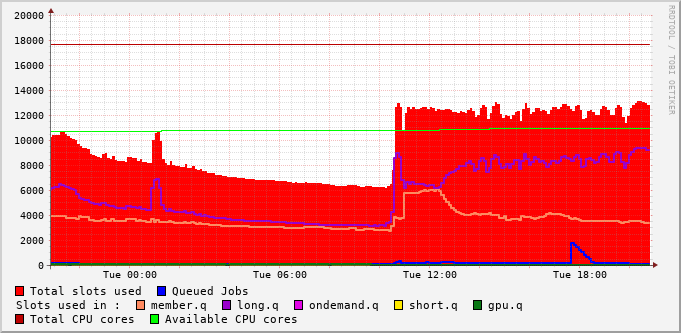 20000
18000
16000
14000
12000
10000
8000
6000
4000
2000
0
Tue 00:00 Tue 06:00 Tue 12:00 Tue 18:00
RRDTOOL / TOBI OETIKER
Total slots used Queued Jobs
Slots used in : member.q long.q ondemand.q short.q gpu.q
Total CPU cores Available CPU cores